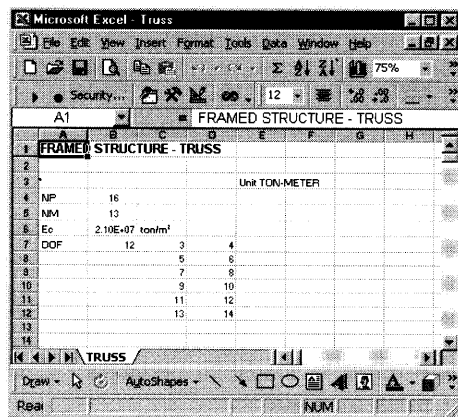 Microsoft Excel - Truss
File Edit View Insert Format Tools Data Window Help
75%
Security... 12
A1 = FRAMED STRUCTURE - TRUSS
A B C D E F G H
1 FRAMED STRUCTURE - TRUSS
2
3 Unit TON-METER
4 NP 16
5 NM 13
6 Ec 2.10E+07 ton/m²
7 DOF 12 3 4
8 5 6
9 7 8
10 9 10
11 11 12
12 13 14
13
14
TRUSS
Draw AutoShapes
NUM